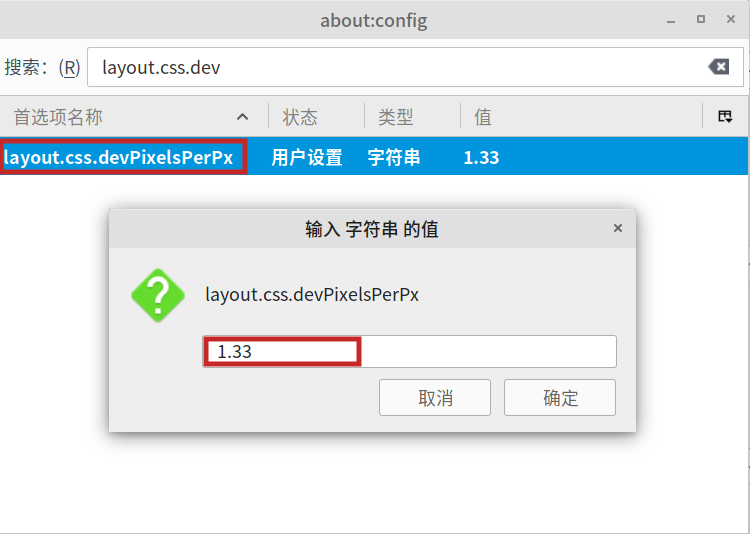 about:config
搜索：(R) layout.css.dev
首选项名称 状态 类型 值
layout.css.devPixelsPerPx 用户设置 字符串 1.33
输入 字符串 的值
layout.css.devPixelsPerPx
1.33
取消 确定